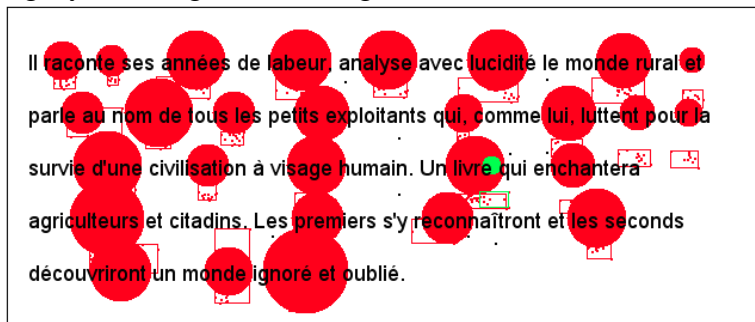 Il raconte ses années de labeur, analyse avec lucidité le monde rural et
parle au nom de tous les petits exploitants qui, comme lui, luttent pour la
survie d'une civilisation à visage humain. Un livre qui enchantera
agriculteurs et citadins. Les premiers s'y reconnaîtront et les seconds
découvriront un monde ignoré et oublié.